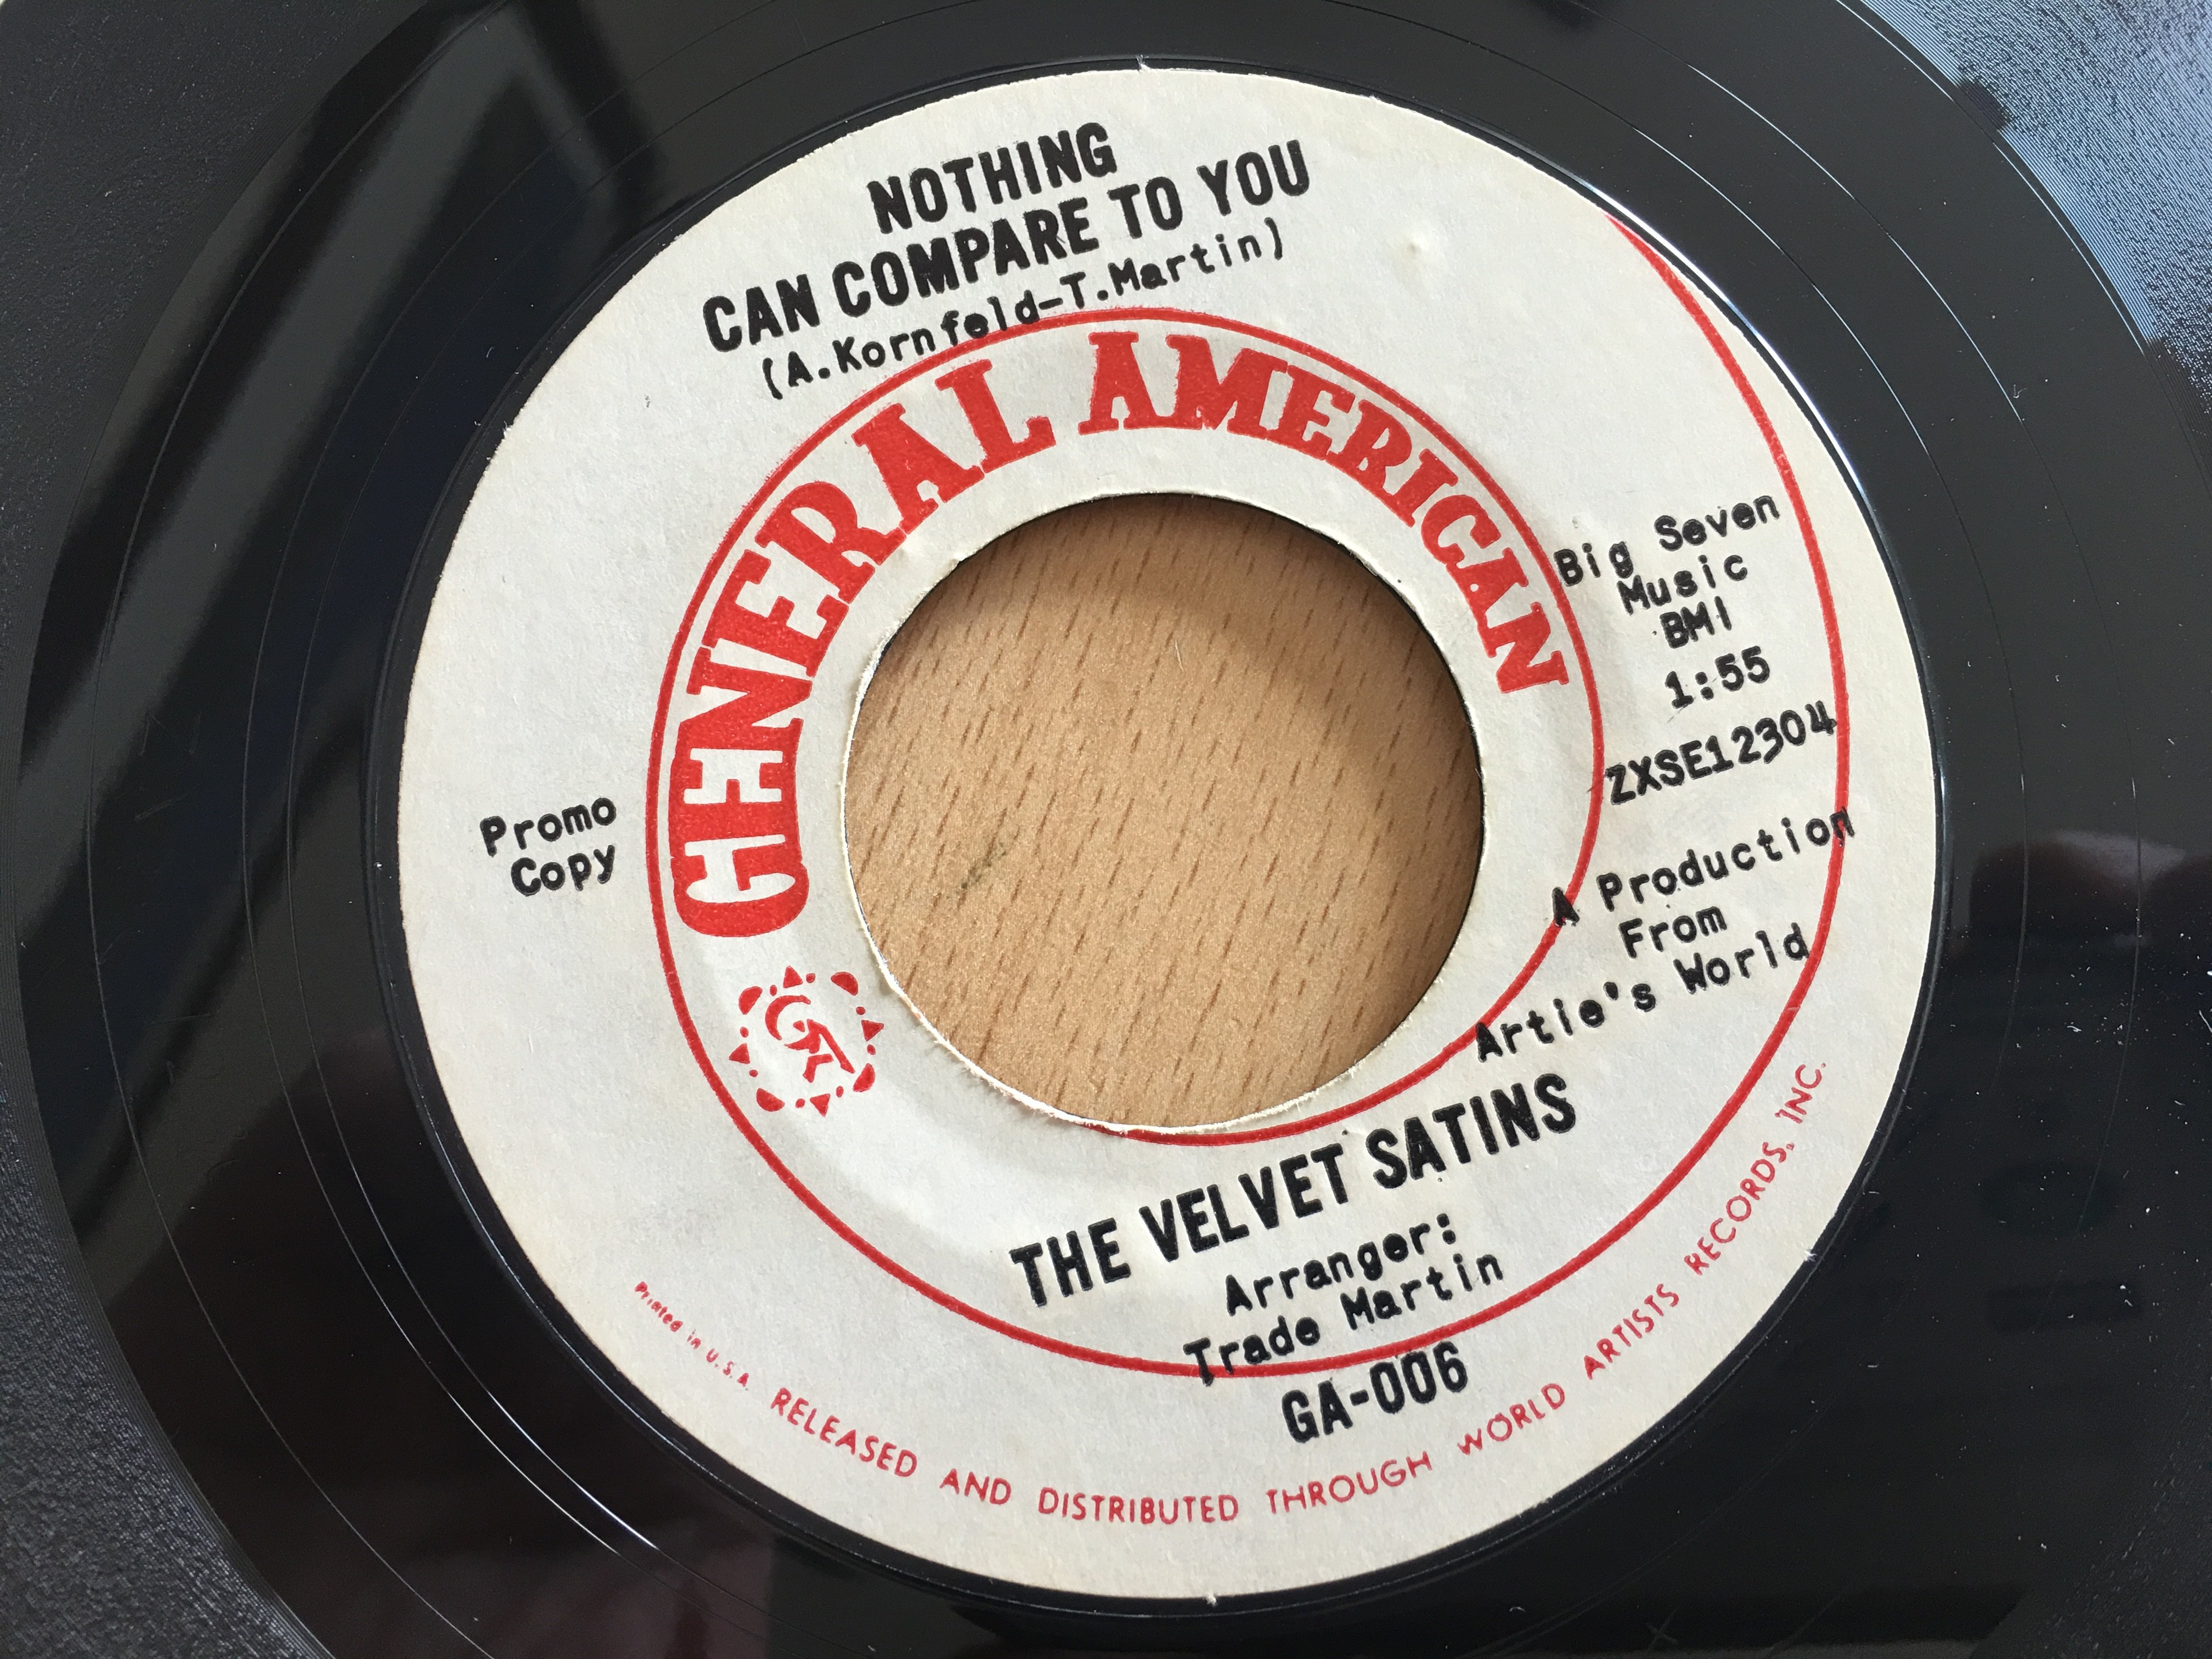 NOTHING
CAN COMPARE TO YOU
(A.Kornfeld-T.Martin)
GENERAL AMERICAN
Big Seven
Music
BMI
1:55
ZXSE12304
Promo
Copy
A Production
From
Artie's World
GA
THE VELVET SATINS
Arranger:
Trade Martin
GA-006
Printed in U.S.A. RELEASED AND DISTRIBUTED THROUGH WORLD ARTISTS RECORDS, INC.